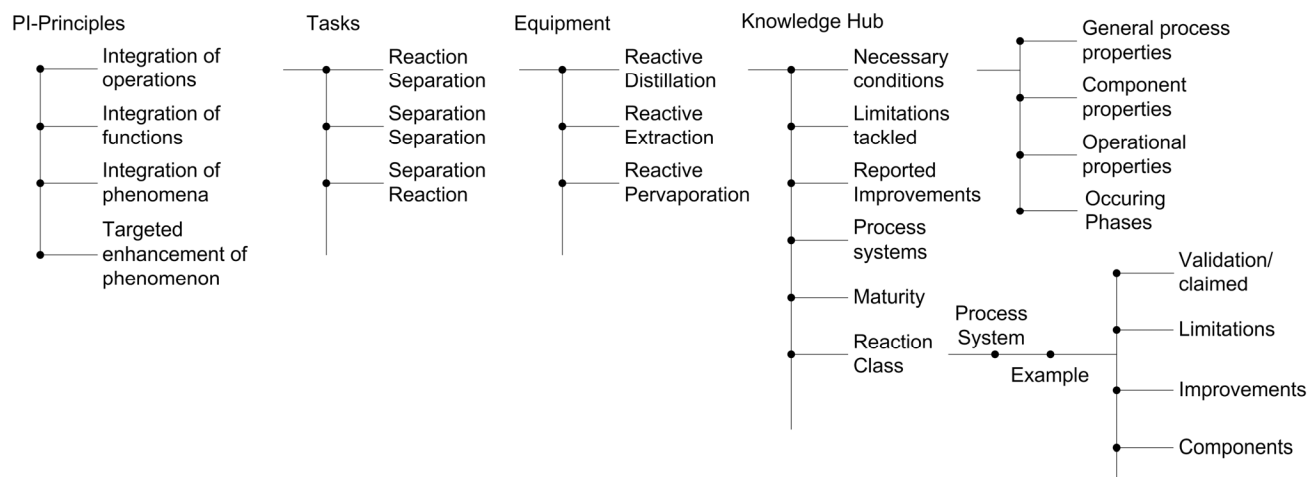 PI-Principles
Integration of
operations
Integration of
functions
Integration of
phenomena
Targeted
enhancement of
phenomenon
Tasks
Reaction
Separation
Separation
Separation
Separation
Reaction
Equipment
Reactive
Distillation
Reactive
Extraction
Reactive
Pervaporation
Knowledge Hub
Necessary
conditions
Limitations
tackled
Reported
Improvements
Process
systems
Maturity
Reaction
Class
General process
properties
Component
properties
Operational
properties
Occuring
Phases
Process
System
Example
Validation/
claimed
Limitations
Improvements
Components